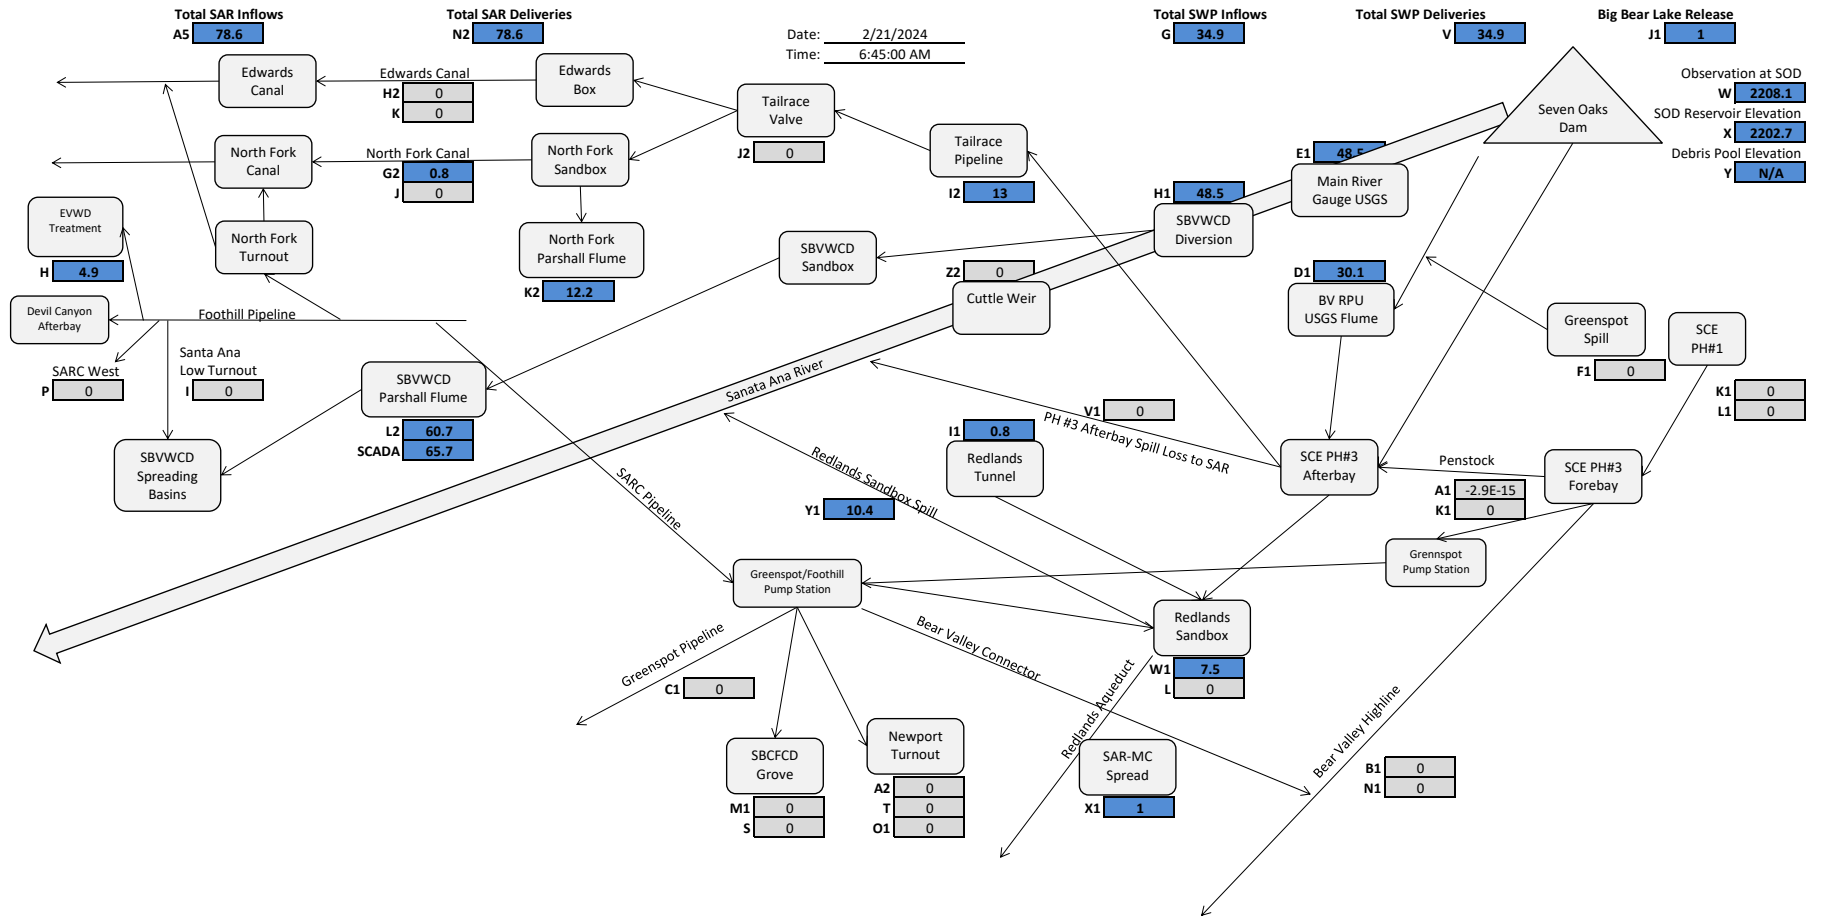 Total SAR Inflows
A5 78.6
Total SAR Deliveries
N2 78.6
Date: 2/21/2024
Time: 6:45:00 AM
Total SWP Inflows
G 34.9
Total SWP Deliveries
V 34.9
Big Bear Lake Release
J1 1
Observation at SOD
W 2208.1
SOD Reservoir Elevation
X 2202.7
Debris Pool Elevation
Y N/A
Edwards
Canal
Edwards Canal
H2 0
K 0
Edwards
Box
Tailrace
Valve
J2 0
Tailrace
Pipeline
I2 13
Seven Oaks
Dam
E1 48.5
Main River
Gauge USGS
H1 48.5
SBVWCD
Diversion
North Fork
Canal
North Fork Canal
G2 0.8
J 0
North Fork
Sandbox
North Fork
Parshall Flume
K2 12.2
EVWD
Treatment
H 4.9
North Fork
Turnout
SBVWCD
Sandbox
Z2 0
Cuttle Weir
D1 30.1
BV RPU
USGS Flume
Greenspot
Spill
F1 0
SCE
PH#1
K1 0
L1 0
Devil Canyon
Afterbay
Foothill Pipeline
SARC West
P 0
Santa Ana
Low Turnout
I 0
SBVWCD
Parshall Flume
L2 60.7
SCADA 65.7
SBVWCD
Spreading
Basins
Sanata Ana River
V1 0
PH #3 Afterbay Spill Loss to SAR
I1 0.8
Redlands
Tunnel
Redlands Sandbox Spill
Y1 10.4
SARC Pipeline
SCE PH#3
Afterbay
Penstock
A1 -2.9E-15
K1 0
SCE PH#3
Forebay
Grennspot
Pump Station
Greenspot/Foothill
Pump Station
Redlands
Sandbox
W1 7.5
L 0
Greenspot Pipeline
C1 0
Bear Valley Connector
Redlands Aqueduct
Bear Valley Highline
SBCFCD
Grove
M1 0
S 0
Newport
Turnout
A2 0
T 0
O1 0
SAR-MC
Spread
X1 1
B1 0
N1 0